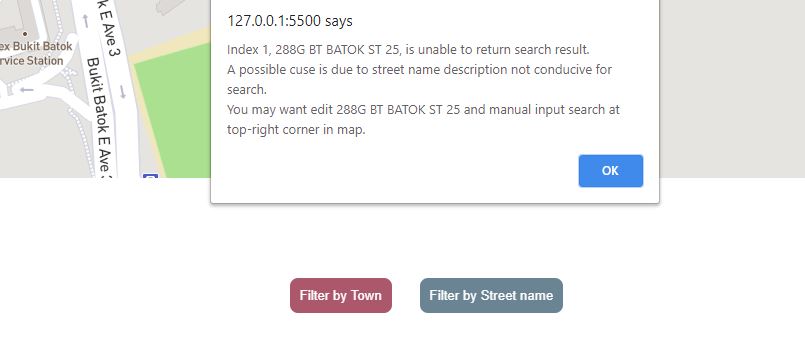 127.0.0.1:5500 says
Index 1, 288G BT BATOK ST 25, is unable to return search result.
A possible cuse is due to street name description not conducive for
search.
You may want edit 288G BT BATOK ST 25 and manual input search at
top-right corner in map.
OK
ex Bukit Batok
rvice Station
k E Ave 3
Bukit Batok E Ave 3
Filter by Town
Filter by Street name